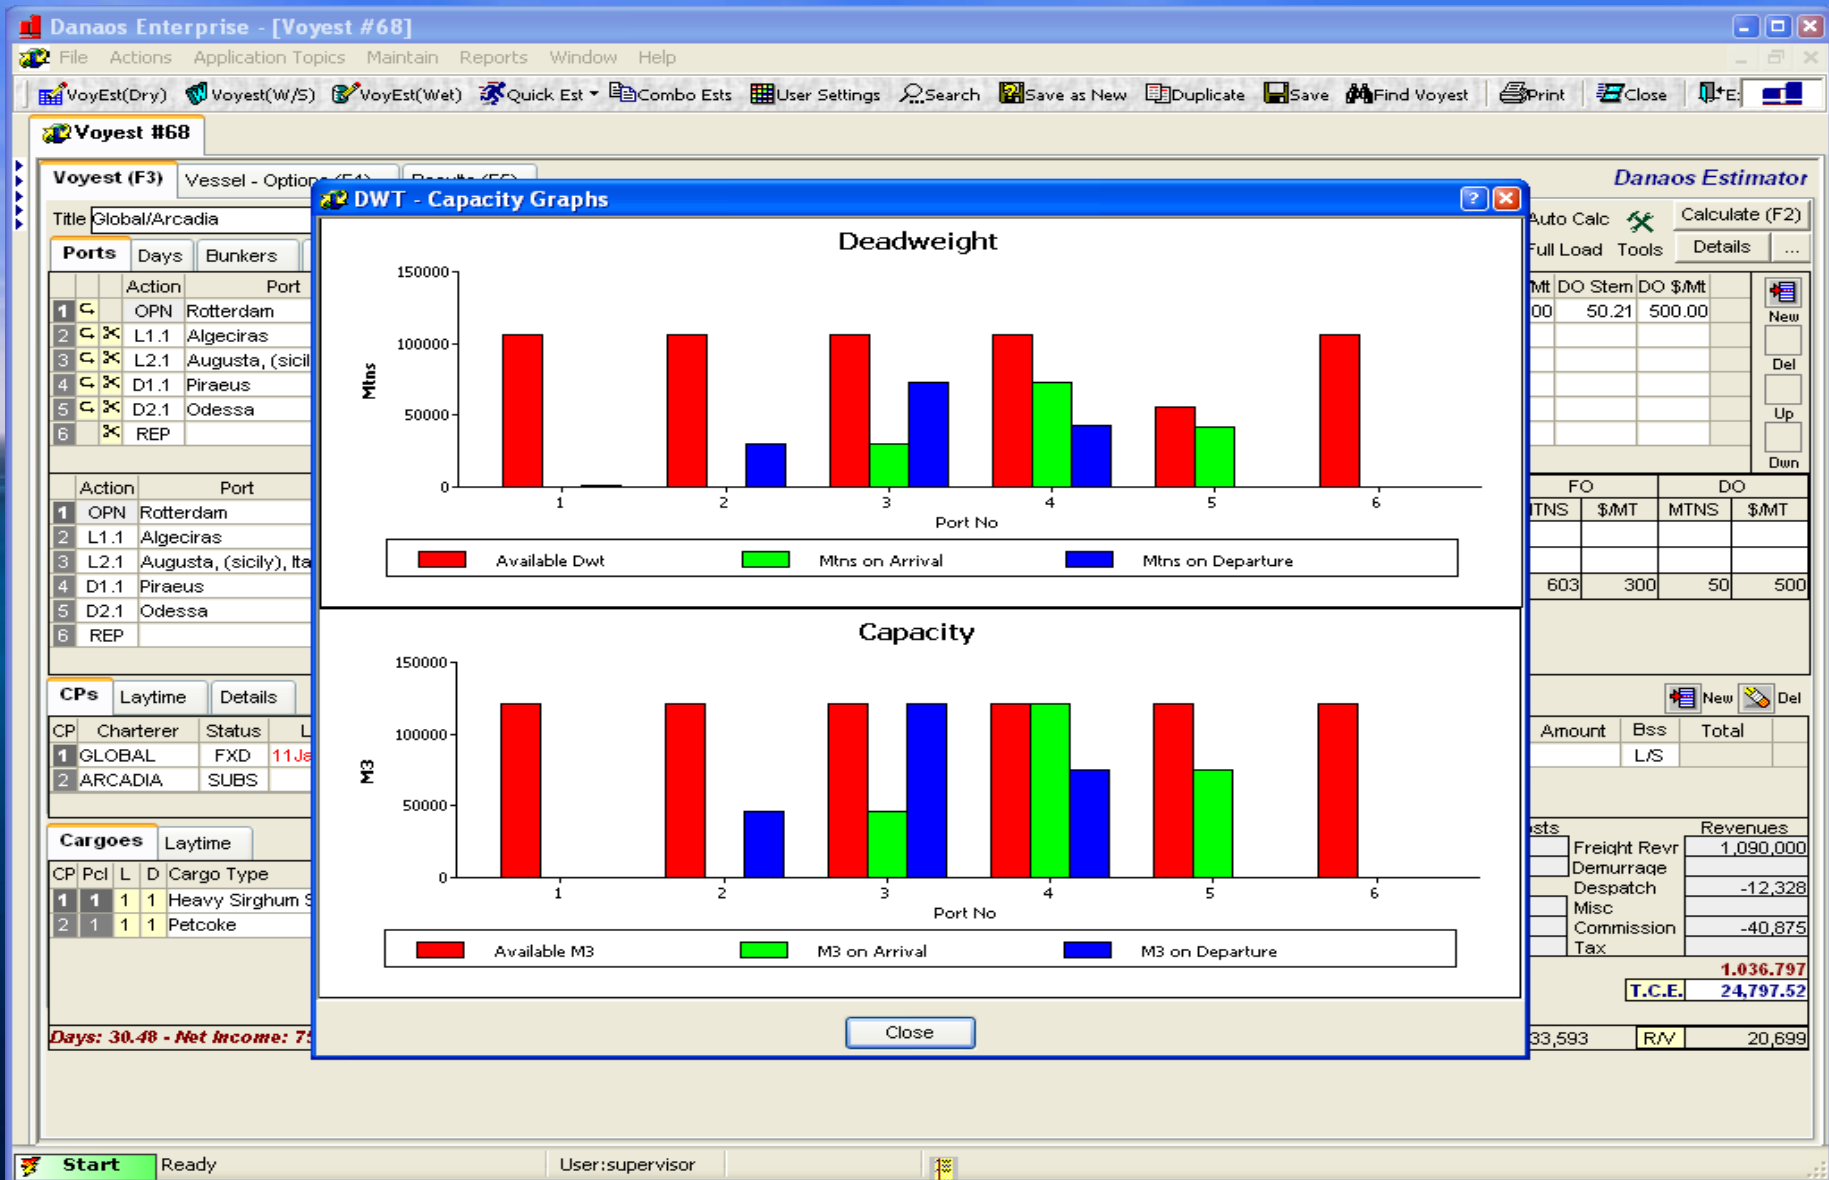 Danaos Enterprise - [Voyest #68]
File Actions Application Topics Maintain Reports Window Help
VoyEst(Dry) Voyest(W/S) VoyEst(Wet) Quick Est Combo Ests User Settings Search Save as New Duplicate Save Find Voyest Print Close E:
Voyest #68
Voyest (F3) Vessel - Options (F4) Results (F5)
Danaos Estimator
Title Global/Arcadia
Auto Calc Calculate (F2)
Full Load Tools Details ...
Ports Days Bunkers
Action Port
1 OPN Rotterdam
2 L1.1 Algeciras
3 L2.1 Augusta, (sicil
4 D1.1 Piraeus
5 D2.1 Odessa
6 REP
Mt DO Stem DO $/Mt
00 50.21 500.00
New
Del
Up
Dwn
Action Port
1 OPN Rotterdam
2 L1.1 Algeciras
3 L2.1 Augusta, (sicily), Ita
4 D1.1 Piraeus
5 D2.1 Odessa
6 REP
FO DO
MTNS $/MT MTNS $/MT
603 300 50 500
DWT - Capacity Graphs
Deadweight
Mtns
150000
100000
50000
0
1 2 3 4 5 6
Port No
Available Dwt Mtns on Arrival Mtns on Departure
Capacity
M3
150000
100000
50000
0
1 2 3 4 5 6
Port No
Available M3 M3 on Arrival M3 on Departure
Close
CPs Laytime Details
New Del
CP Charterer Status L
1 GLOBAL FXD 11Ja
2 ARCADIA SUBS
Amount Bss Total
L/S
Cargoes Laytime
CP Pcl L D Cargo Type
1 1 1 1 Heavy Sirghum S
2 1 1 1 Petcoke
sts Revenues
Freight Revr 1,090,000
Demurrage
Despatch -12,328
Misc
Commission -40,875
Tax
1.036.797
T.C.E. 24,797.52
Days: 30.48 - Net Income: 75
33,593 R/V 20,699
Start Ready User:supervisor